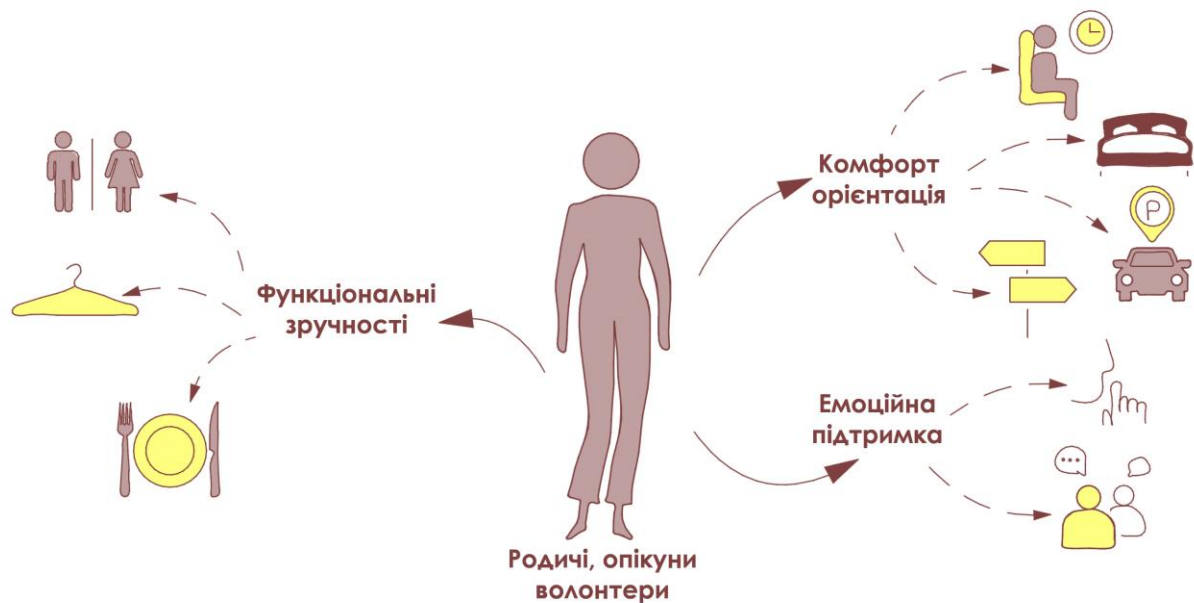 Комфорт
орієнтація
P
Функціональні
зручності
Емоційна
підтримка
Родичі, опікуни
волонтери